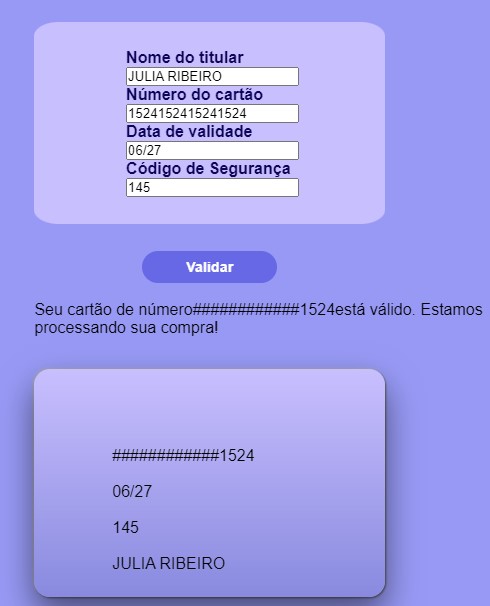 Nome do titular
JULIA RIBEIRO
Número do cartão
1524152415241524
Data de validade
06/27
Código de Segurança
145
Validar
Seu cartão de número############1524está válido. Estamos
processando sua compra!
############1524
06/27
145
JULIA RIBEIRO